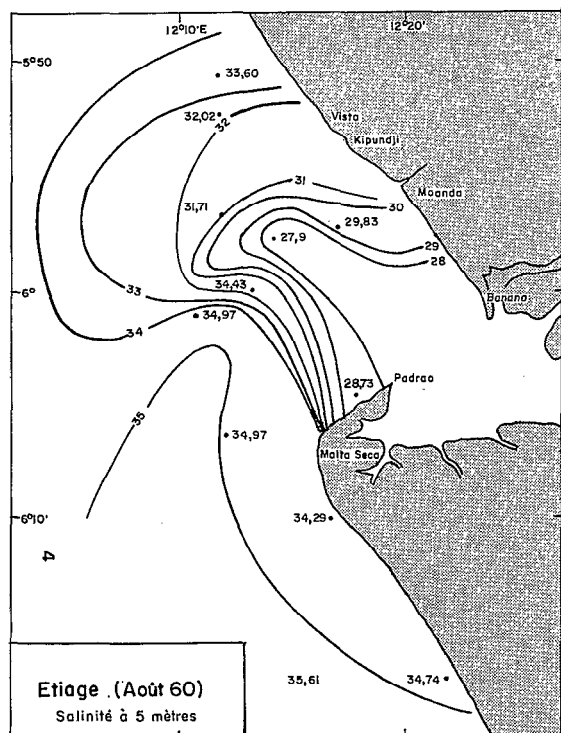 12°10'E
12°20'
5°50
33,60
32,02
32
Vista
Kipundji
Moanda
31
30
31,71
29,83
27,9
29
28
34,43
6°
33
34
34,97
Banana
28,73
Padrao
35
34,97
Malta Seca
34,29
6°10
4
34,74
35,61
Etiage .(Août 60)
Salinité à 5 mètres